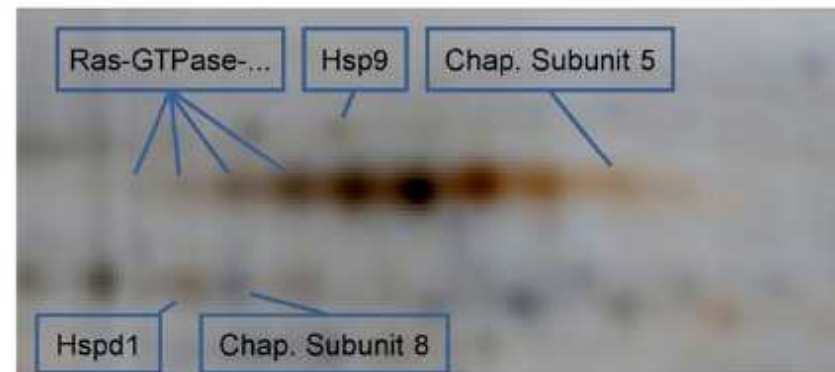 Ras-GTPase-...
Hsp9
Chap. Subunit 5
Hspd1
Chap. Subunit 8